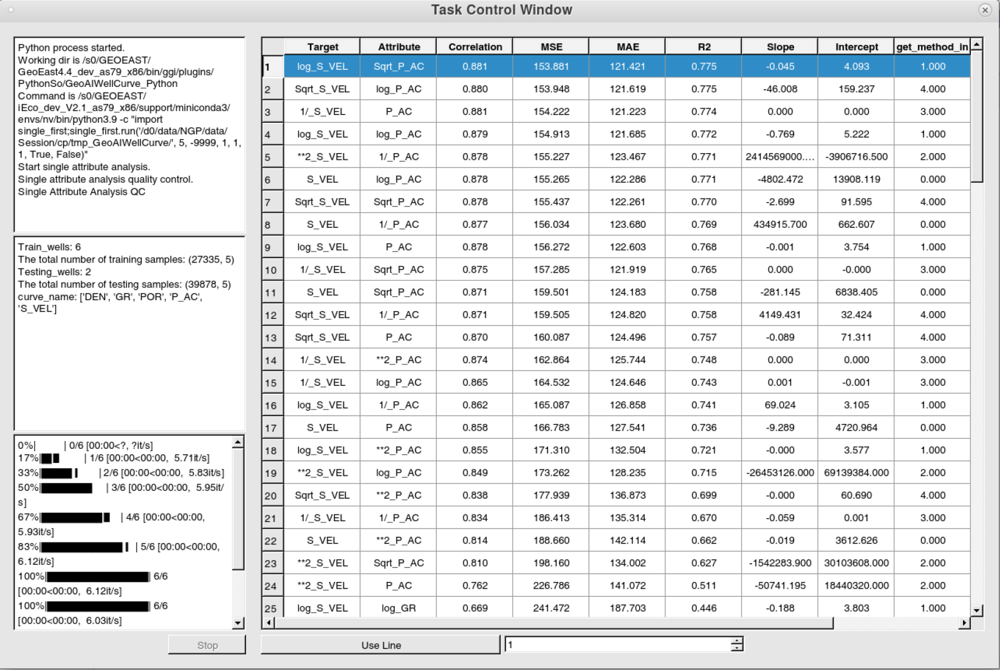 Task Control Window
Python process started.
Working dir is /s0/GEOEAST/
GeoEast4.4_dev_as79_x86/bin/ggi/plugins/
PythonSo/GeoAIWellCurve_Python
Command is /s0/GEOEAST/
iEco_dev_V2.1_as79_x86/support/miniconda3/
envs/nv/bin/python3.9 -c "import
single_first;single_first.run('/d0/data/NGP/data/
Session/cp/tmp_GeoAIWellCurve/', 5, -9999, 1, 1,
1, True, False)"
Start single attribute analysis.
Single attribute analysis quality control.
Single Attribute Analysis QC
Train_wells: 6
The total number of training samples: (27335, 5)
Testing_wells: 2
The total number of testing samples: (39878, 5)
curve_name: ['DEN', 'GR', 'POR', 'P_AC',
'S_VEL']
0%| | 0/6 [00:00<?, ?it/s]
17%| | 1/6 [00:00<00:00, 5.71it/s]
33%| | 2/6 [00:00<00:00, 5.83it/s]
50%| | 3/6 [00:00<00:00, 5.95it/
s]
67%| | 4/6 [00:00<00:00,
5.93it/s]
83%| | 5/6 [00:00<00:00,
6.12it/s]
100%| | 6/6
[00:00<00:00, 6.12it/s]
100%| | 6/6
[00:00<00:00, 6.03it/s]
Stop
Target Attribute Correlation MSE MAE R2 Slope Intercept get_method_in
1 log_S_VEL Sqrt_P_AC 0.881 153.881 121.421 0.775 -0.045 4.093 1.000
2 Sqrt_S_VEL log_P_AC 0.880 153.948 121.619 0.775 -46.008 159.237 4.000
3 1/_S_VEL P_AC 0.881 154.222 121.223 0.774 0.000 0.000 3.000
4 log_S_VEL log_P_AC 0.879 154.913 121.685 0.772 -0.769 5.222 1.000
5 **2_S_VEL 1/_P_AC 0.878 155.227 123.467 0.771 2414569000.... -3906716.500 2.000
6 S_VEL log_P_AC 0.878 155.265 122.286 0.771 -4802.472 13908.119 0.000
7 Sqrt_S_VEL Sqrt_P_AC 0.878 155.437 122.261 0.770 -2.699 91.595 4.000
8 S_VEL 1/_P_AC 0.877 156.034 123.680 0.769 434915.700 662.607 0.000
9 log_S_VEL P_AC 0.878 156.272 122.603 0.768 -0.001 3.754 1.000
10 1/_S_VEL Sqrt_P_AC 0.875 157.285 121.919 0.765 0.000 -0.000 3.000
11 S_VEL Sqrt_P_AC 0.871 159.501 124.183 0.758 -281.145 6838.405 0.000
12 Sqrt_S_VEL 1/_P_AC 0.871 159.505 124.820 0.758 4149.431 32.424 4.000
13 Sqrt_S_VEL P_AC 0.870 160.087 124.496 0.757 -0.089 71.311 4.000
14 1/_S_VEL **2_P_AC 0.874 162.864 125.744 0.748 0.000 0.000 3.000
15 1/_S_VEL log_P_AC 0.865 164.532 124.646 0.743 0.001 -0.001 3.000
16 log_S_VEL 1/_P_AC 0.862 165.087 126.858 0.741 69.024 3.105 1.000
17 S_VEL P_AC 0.858 166.783 127.541 0.736 -9.289 4720.964 0.000
18 log_S_VEL **2_P_AC 0.855 171.310 132.504 0.721 -0.000 3.577 1.000
19 **2_S_VEL log_P_AC 0.849 173.262 128.235 0.715 -26453126.000 69139384.000 2.000
20 Sqrt_S_VEL **2_P_AC 0.838 177.939 136.873 0.699 -0.000 60.690 4.000
21 1/_S_VEL 1/_P_AC 0.834 186.413 135.314 0.670 -0.059 0.001 3.000
22 S_VEL **2_P_AC 0.814 188.660 142.114 0.662 -0.019 3612.626 0.000
23 **2_S_VEL Sqrt_P_AC 0.810 198.160 134.002 0.627 -1542283.900 30103608.000 2.000
24 **2_S_VEL P_AC 0.762 226.786 141.072 0.511 -50741.195 18440320.000 2.000
25 log_S_VEL log_GR 0.669 241.472 187.703 0.446 -0.188 3.803 1.000
Use Line
1